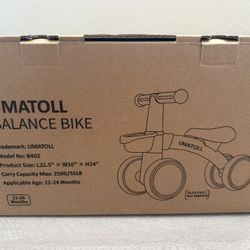 UMATOLL
BALANCE BIKE
Trademark: UMATOLL
Model No: B402
Product Size: L21.5" × W10" × H14"
Carry Capacity Max: 25KG/55LB
Applicable Age: 12-24 Months
12-24
Months